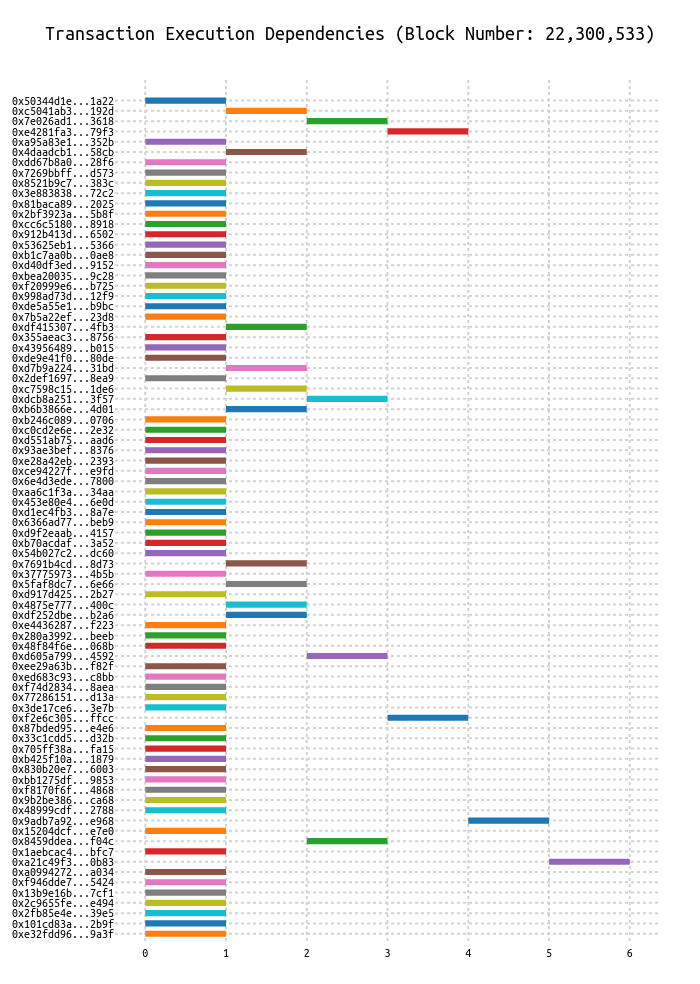 Transaction Execution Dependencies (Block Number: 22,300,533)
0x50344d1e...1a22
0xc5041ab3...192d
0x7e026ad1...3618
0xe4281fa3...79f3
0xa95a83e1...352b
0x4daadcb1...58cb
0xdd67b8a0...28f6
0x7269bbff...d573
0x8521b9c7...383c
0x3e883838...72c2
0x81baca89...2025
0x2bf3923a...5b8f
0xcc6c5180...8918
0x912b413d...6502
0x53625eb1...5366
0xb1c7aa0b...0ae8
0xd40df3ed...9152
0xbea20035...9c28
0xf20999e6...b725
0x998ad73d...12f9
0xde5a55e1...b9bc
0x7b5a22ef...23d8
0xdf415307...4fb3
0x355aeac3...8756
0x43956489...b015
0xde9e41f0...80de
0xd7b9a224...31bd
0x2def1697...8ea9
0xc7598c15...1de6
0xdcb8a251...3f57
0xb6b3866e...4d01
0xb246c089...0706
0xc0cd2e6e...2e32
0xd551ab75...aad6
0x93ae3bef...8376
0xe28a42eb...2393
0xce94227f...e9fd
0x6e4d3ede...7800
0xaa6c1f3a...34aa
0x453e80e4...6e0d
0xd1ec4fb3...8a7e
0x6366ad77...beb9
0xd9f2eaab...4157
0xb70acdaf...3a52
0x54b027c2...dc60
0x7691b4cd...8d73
0x37775973...4b5b
0x5faf8dc7...6e66
0xd917d425...2b27
0x4875e777...400c
0xdf252dbe...b2a6
0xe4436287...f223
0x280a3992...beeb
0x48f84f6e...068b
0xd605a799...4592
0xee29a63b...f82f
0xed683c93...c8bb
0xf74d2834...8aea
0x77286151...d13a
0x3de17ce6...3e7b
0xf2e6c305...ffcc
0x87bded95...e4e6
0x33c1cdd5...d32b
0x705ff38a...fa15
0xb425f10a...1879
0x830b20e7...6003
0xbb1275df...9853
0xf8170f6f...4868
0x9b2be386...ca68
0x48999cdf...2788
0x9adb7a92...e968
0x15204dcf...e7e0
0x8459ddea...f04c
0x1aebcac4...bfc7
0xa21c49f3...0b83
0xa0994272...a034
0xf946dde7...5424
0x13b9e16b...7cf1
0x2c9655fe...e494
0x2fb85e4e...39e5
0x101cd83a...2b9f
0xe32fdd96...9a3f
0 1 2 3 4 5 6